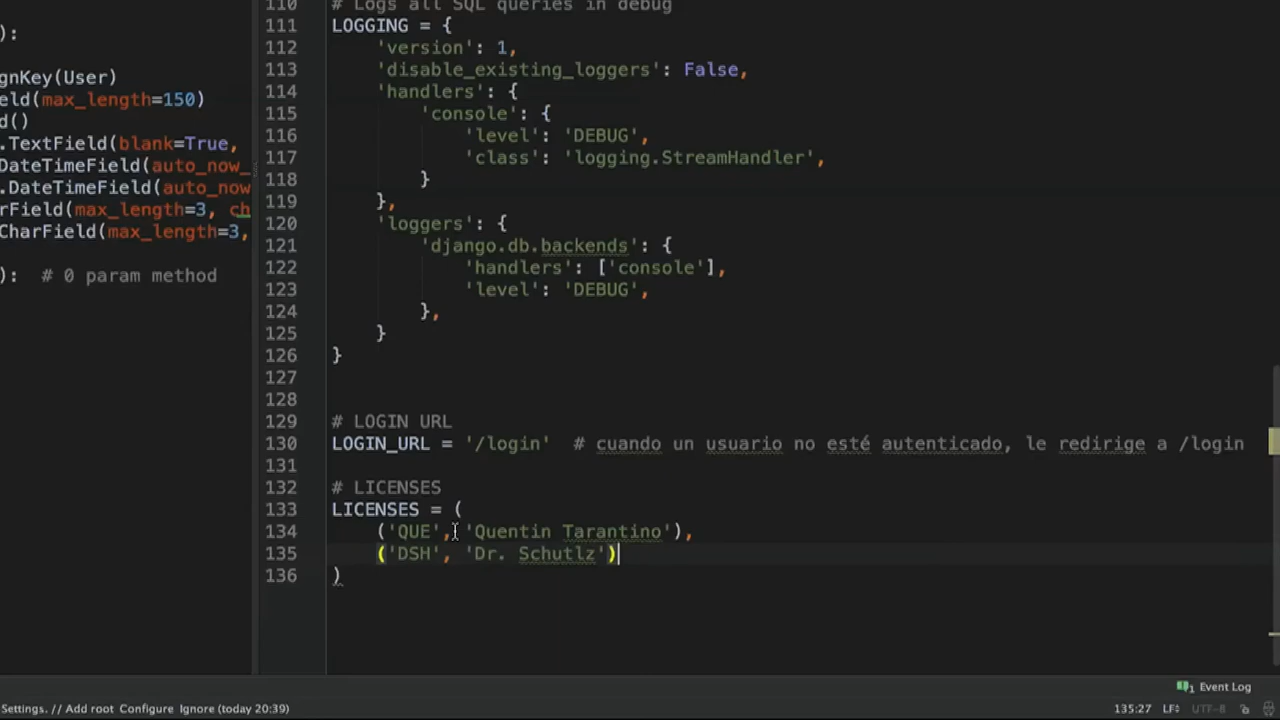 ):
gnKey(User)
eld(max_length=150)
d()
.TextField(blank=True,
DateTimeField(auto_now_
.DateTimeField(auto_now
rField(max_length=3, ch
CharField(max_length=3,
):  # 0 param method
110 # Logs all SQL queries in debug
111 LOGGING = {
112     'version': 1,
113     'disable_existing_loggers': False,
114     'handlers': {
115         'console': {
116             'level': 'DEBUG',
117             'class': 'logging.StreamHandler',
118         }
119     },
120     'loggers': {
121         'django.db.backends': {
122             'handlers': ['console'],
123             'level': 'DEBUG',
124         },
125     }
126 }
127
128
129 # LOGIN URL
130 LOGIN_URL = '/login'  # cuando un usuario no esté autenticado, le redirige a /login
131
132 # LICENSES
133 LICENSES = (
134     ('QUE', 'Quentin Tarantino'),
135     ('DSH', 'Dr. Schutlz')
136 )
1 Event Log
Settings. // Add root Configure Ignore (today 20:39)
135:27 LF÷ UTF-8